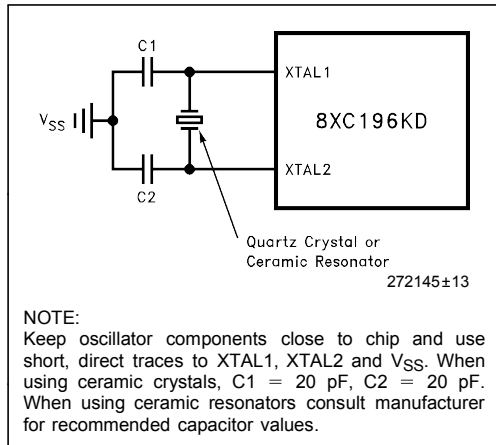 C1
XTAL1
8XC196KD
VSS
XTAL2
C2
Quartz Crystal or
Ceramic Resonator
272145±13
NOTE:
Keep oscillator components close to chip and use
short, direct traces to XTAL1, XTAL2 and VSS. When
using ceramic crystals, C1 = 20 pF, C2 = 20 pF.
When using ceramic resonators consult manufacturer
for recommended capacitor values.